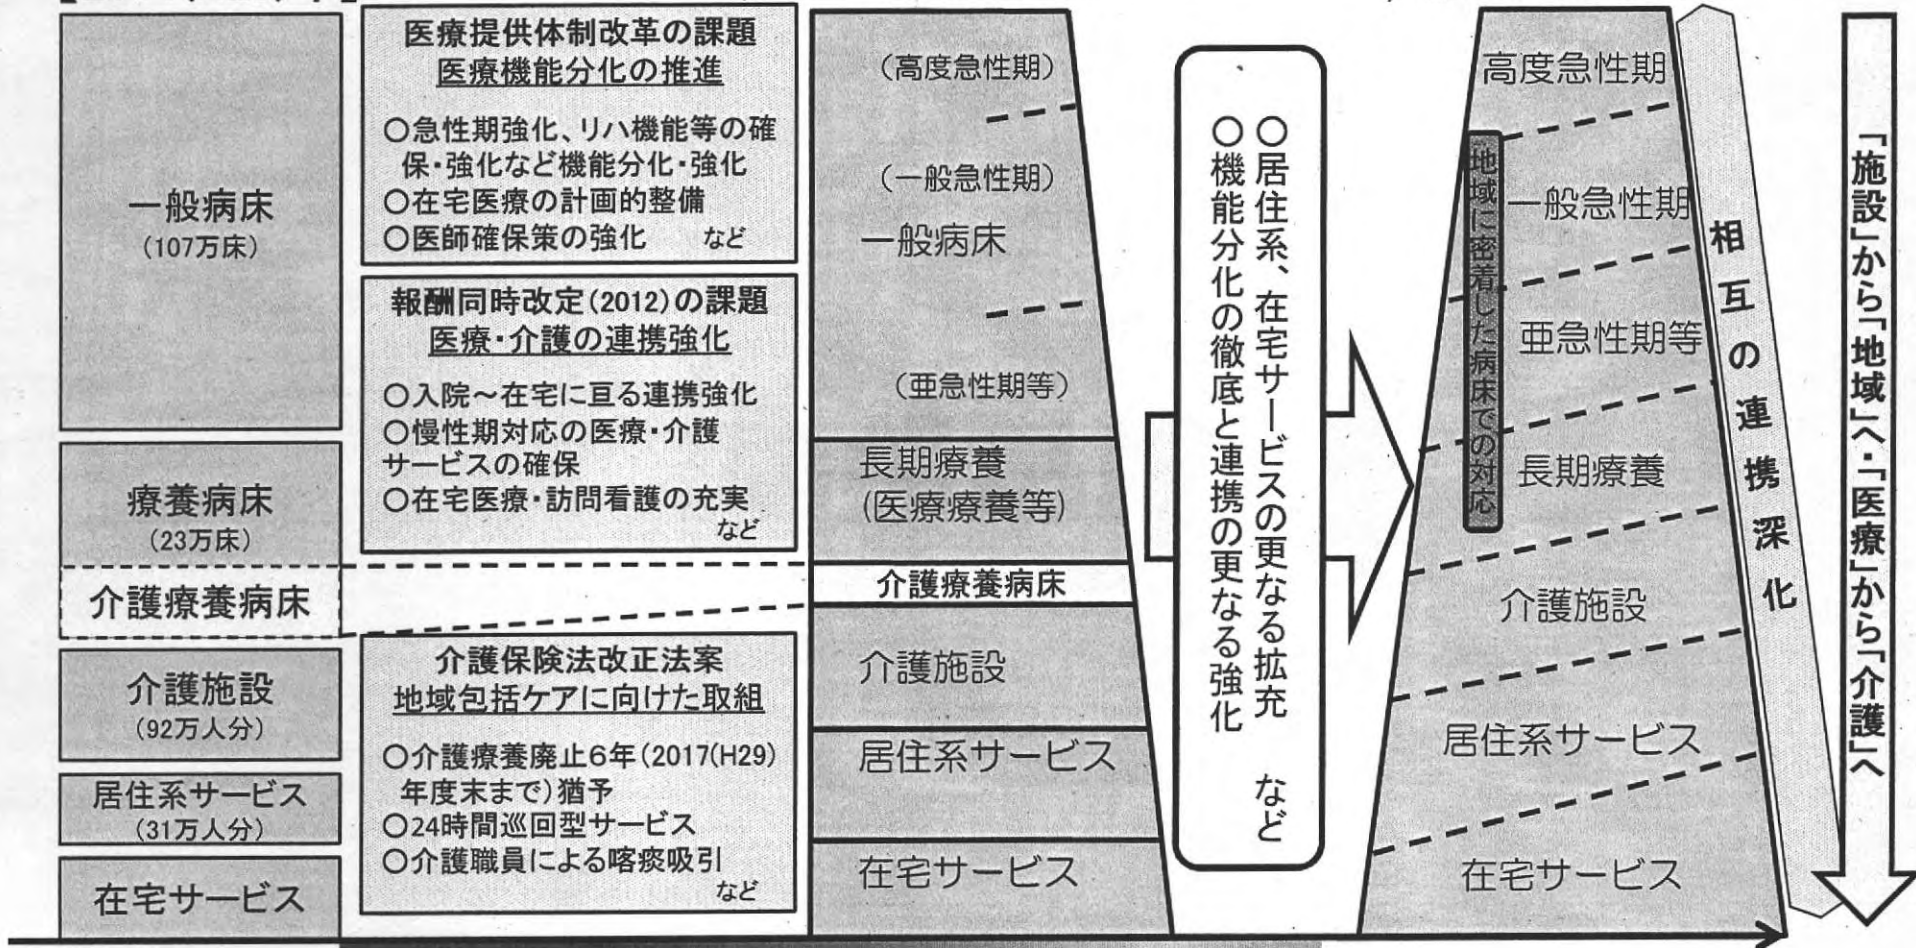 一般病床
(107万床)
療養病床
(23万床)
介護療養病床
介護施設
(92万人分)
居住系サービス
(31万人分)
在宅サービス
医療提供体制改革の課題
医療機能分化の推進
○急性期強化、リハ機能等の確
保・強化など機能分化・強化
○在宅医療の計画的整備
○医師確保策の強化 など
報酬同時改定(2012)の課題
医療・介護の連携強化
○入院～在宅に亘る連携強化
○慢性期対応の医療・介護
サービスの確保
○在宅医療・訪問看護の充実
など
介護保険法改正法案
地域包括ケアに向けた取組
○介護療養廃止6年(2017(H29)
年度末まで)猶予
○24時間巡回型サービス
○介護職員による喀痰吸引
など
(高度急性期)
(一般急性期)
一般病床
(亜急性期等)
長期療養
(医療療養等)
介護療養病床
介護施設
居住系サービス
在宅サービス
○居住系、在宅サービスの更なる拡充 など
○機能分化の徹底と連携の更なる強化
高度急性期
一般急性期
亜急性期等
長期療養
介護施設
居住系サービス
在宅サービス
地域に密着した病床での対応
相互の連携深化
「施設」から「地域」へ・「医療」から「介護」へ